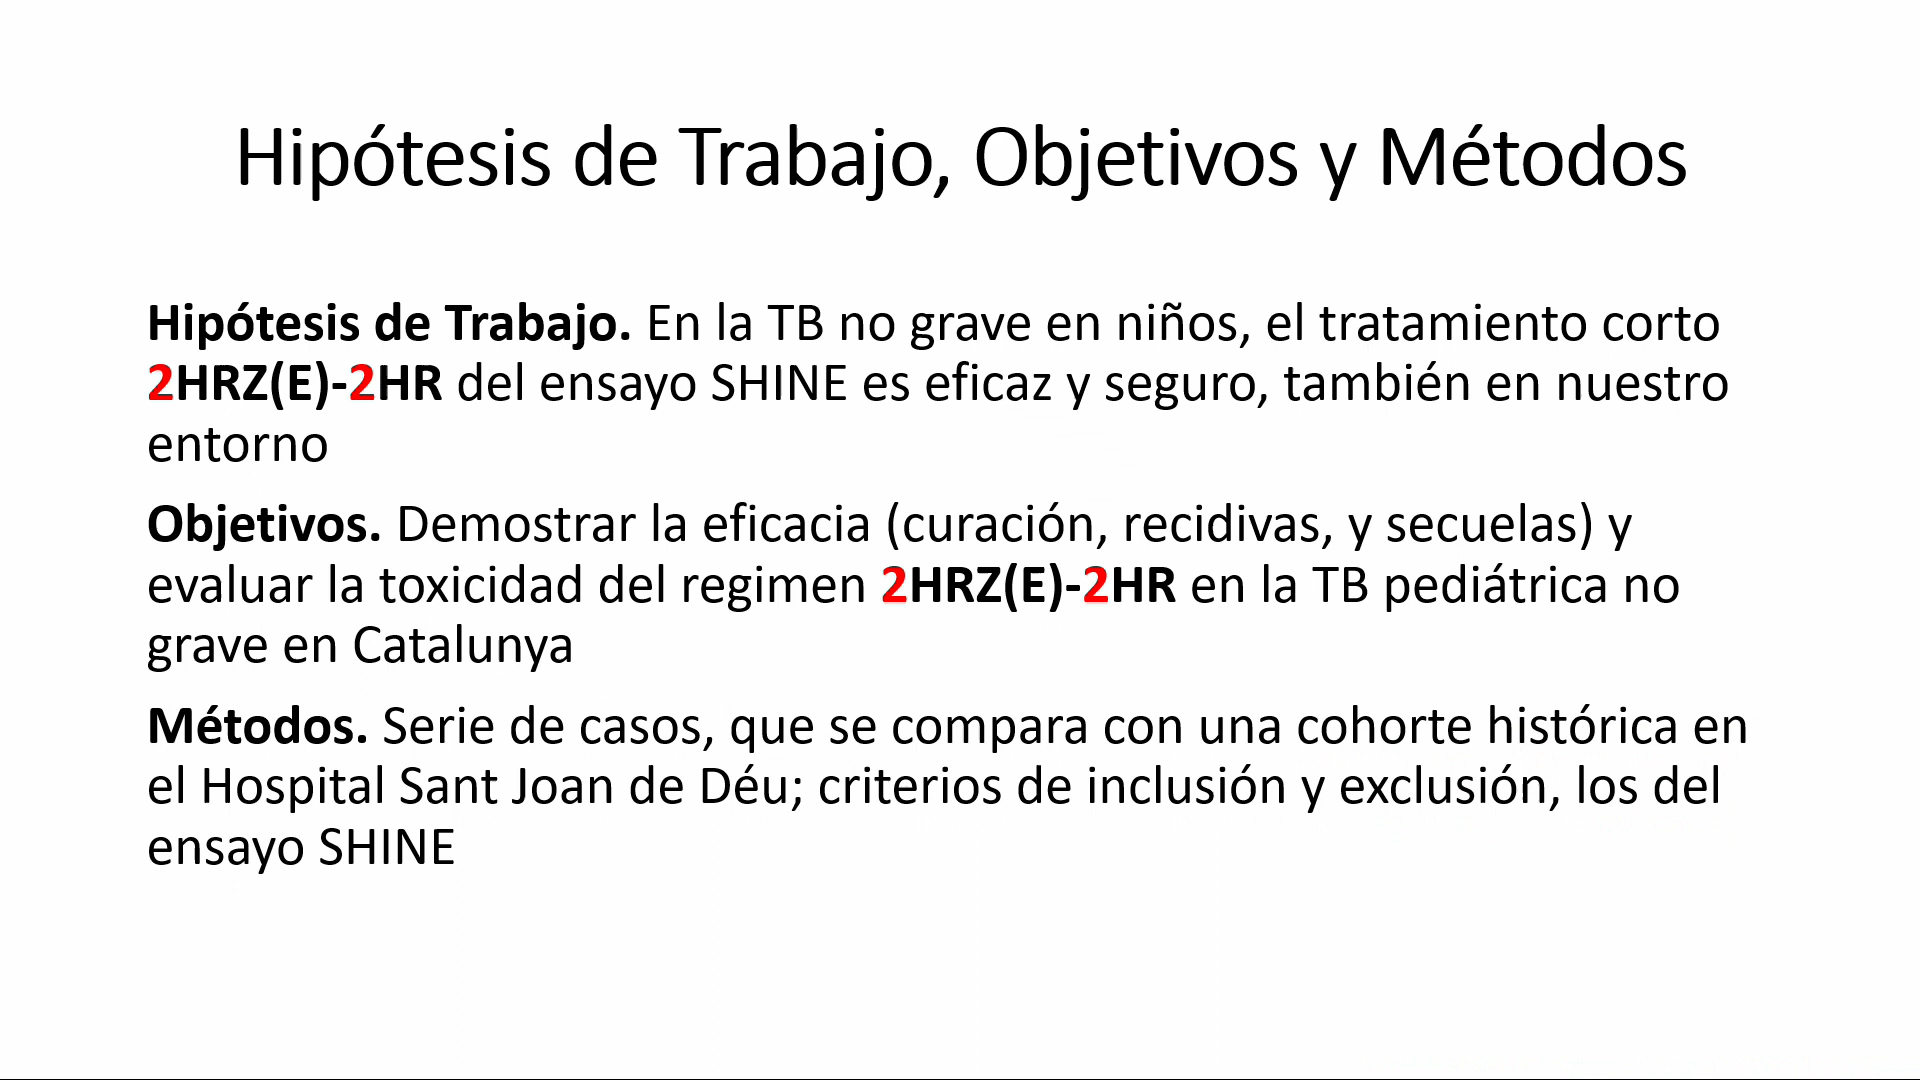 Hipótesis de Trabajo, Objetivos y Métodos
Hipótesis de Trabajo. En la TB no grave en niños, el tratamiento corto
2HRZ(E)-2HR del ensayo SHINE es eficaz y seguro, también en nuestro
entorno
Objetivos. Demostrar la eficacia (curación, recidivas, y secuelas) y
evaluar la toxicidad del regimen 2HRZ(E)-2HR en la TB pediátrica no
grave en Catalunya
Métodos. Serie de casos, que se compara con una cohorte histórica en
el Hospital Sant Joan de Déu; criterios de inclusión y exclusión, los del
ensayo SHINE